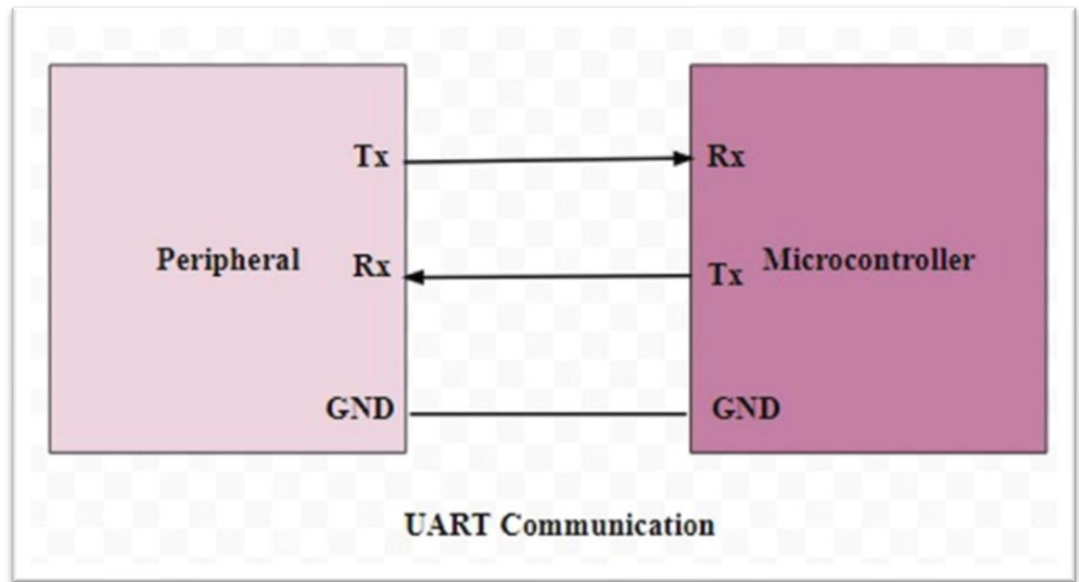 Tx
Rx
Peripheral
Rx
Tx
Microcontroller
GND
GND
UART Communication